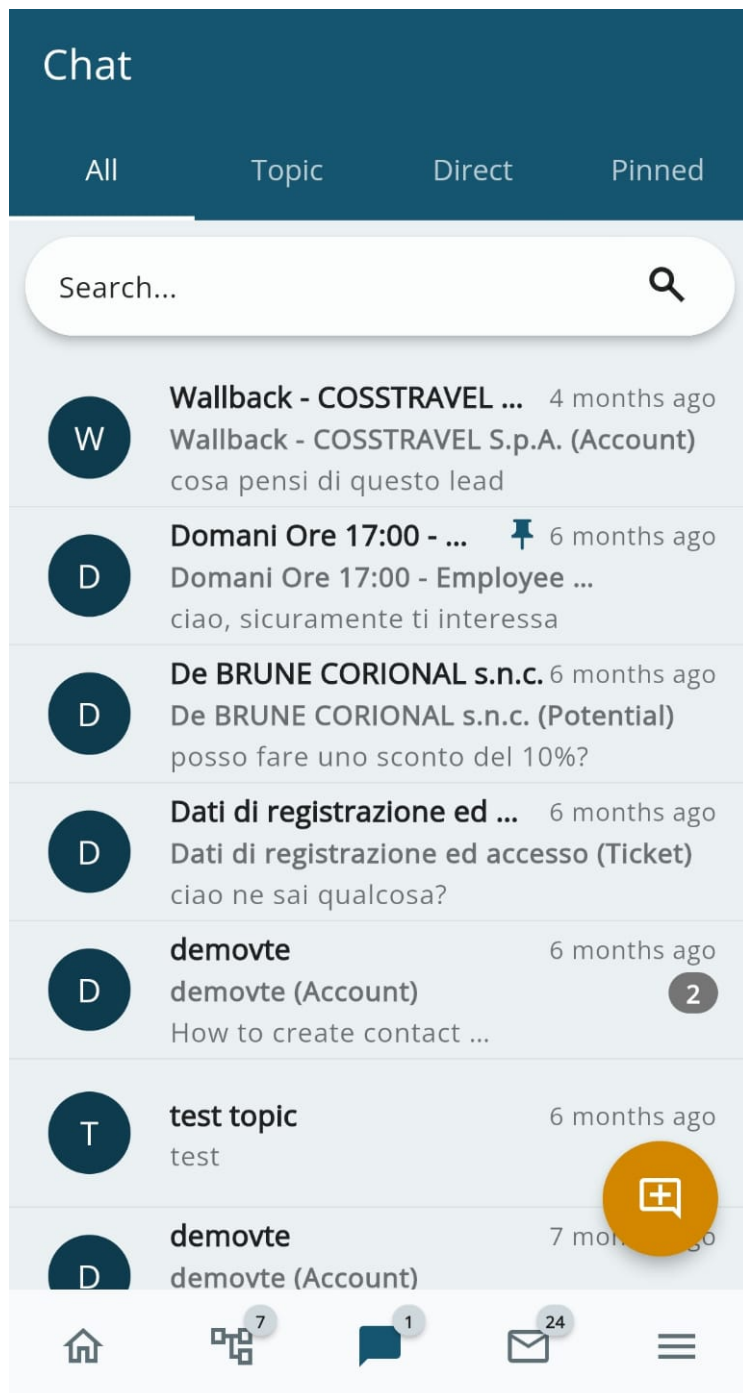 Chat
All Topic Direct Pinned
Search...
W
Wallback - COSSTRAVEL ... 4 months ago
Wallback - COSSTRAVEL S.p.A. (Account)
cosa pensi di questo lead
D
Domani Ore 17:00 - ... 6 months ago
Domani Ore 17:00 - Employee ...
ciao, sicuramente ti interessa
D
De BRUNE CORIONAL s.n.c. 6 months ago
De BRUNE CORIONAL s.n.c. (Potential)
posso fare uno sconto del 10%?
D
Dati di registrazione ed ... 6 months ago
Dati di registrazione ed accesso (Ticket)
ciao ne sai qualcosa?
D
demovte 6 months ago
demovte (Account) 2
How to create contact ...
T
test topic 6 months ago
test
D
demovte 7
demovte (Account)
7 1 24